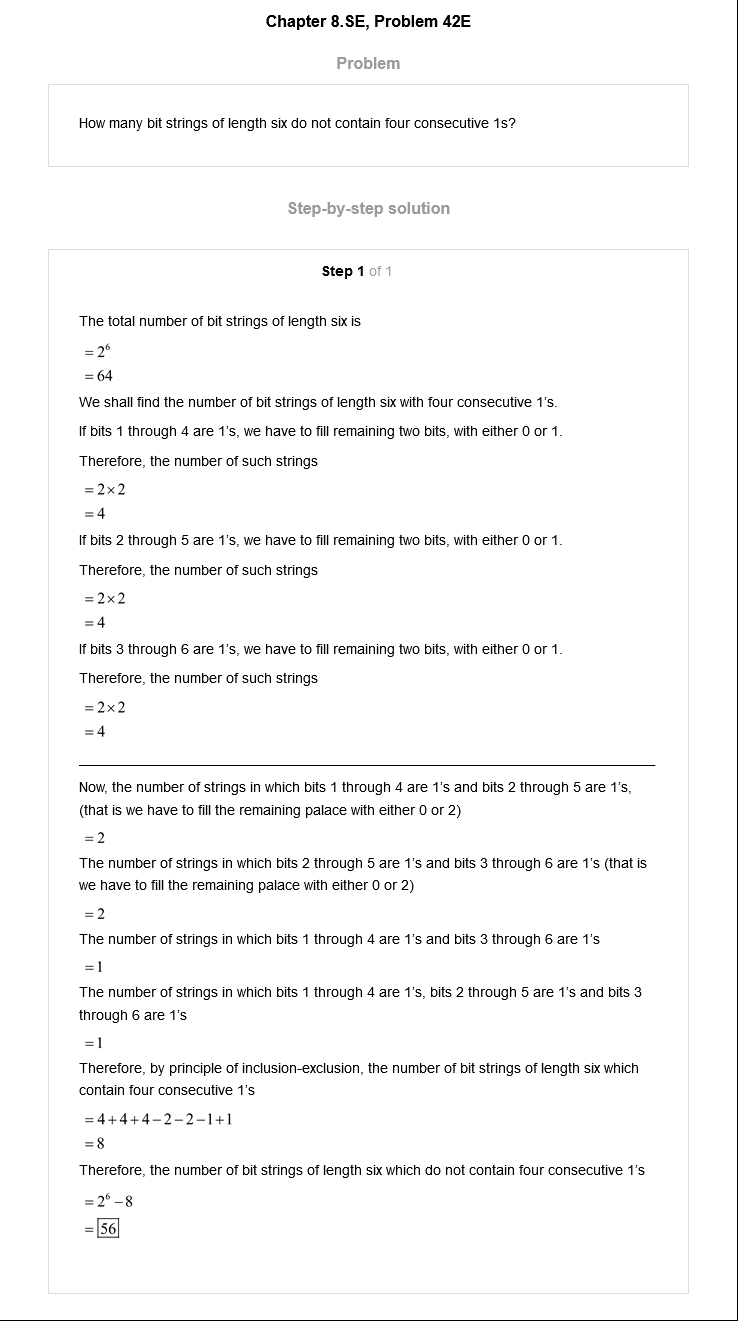 Chapter 8.SE, Problem 42E
Problem
How many bit strings of length six do not contain four consecutive 1s?
Step-by-step solution
Step 1 of 1
The total number of bit strings of length six is
= 2⁶
= 64
We shall find the number of bit strings of length six with four consecutive 1's.
If bits 1 through 4 are 1's, we have to fill remaining two bits, with either 0 or 1.
Therefore, the number of such strings
= 2×2
= 4
If bits 2 through 5 are 1's, we have to fill remaining two bits, with either 0 or 1.
Therefore, the number of such strings
= 2×2
= 4
If bits 3 through 6 are 1's, we have to fill remaining two bits, with either 0 or 1.
Therefore, the number of such strings
= 2×2
= 4
Now, the number of strings in which bits 1 through 4 are 1's and bits 2 through 5 are 1's,
(that is we have to fill the remaining palace with either 0 or 2)
= 2
The number of strings in which bits 2 through 5 are 1's and bits 3 through 6 are 1's (that is
we have to fill the remaining palace with either 0 or 2)
= 2
The number of strings in which bits 1 through 4 are 1's and bits 3 through 6 are 1's
= 1
The number of strings in which bits 1 through 4 are 1's, bits 2 through 5 are 1's and bits 3
through 6 are 1's
= 1
Therefore, by principle of inclusion-exclusion, the number of bit strings of length six which
contain four consecutive 1's
= 4+4+4−2−2−1+1
= 8
Therefore, the number of bit strings of length six which do not contain four consecutive 1's
= 2⁶ − 8
= 56